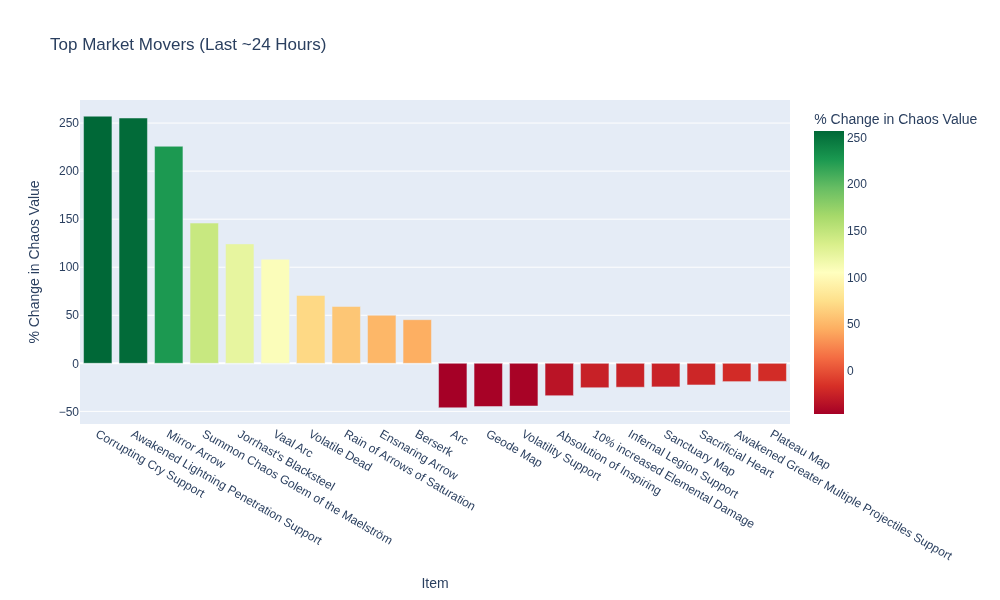 Top Market Movers (Last ~24 Hours)
% Change in Chaos Value
250
200
150
100
50
0
−50
Corrupting Cry Support
Awakened Lightning Penetration Support
Mirror Arrow
Summon Chaos Golem of the Maelström
Jorrhast's Blacksteel
Vaal Arc
Volatile Dead
Rain of Arrows of Saturation
Ensnaring Arrow
Berserk
Arc
Geode Map
Volatility Support
Absolution of Inspiring
10% increased Elemental Damage
Infernal Legion Support
Sanctuary Map
Sacrificial Heart
Awakened Greater Multiple Projectiles Support
Plateau Map
Item
% Change in Chaos Value
250
200
150
100
50
0